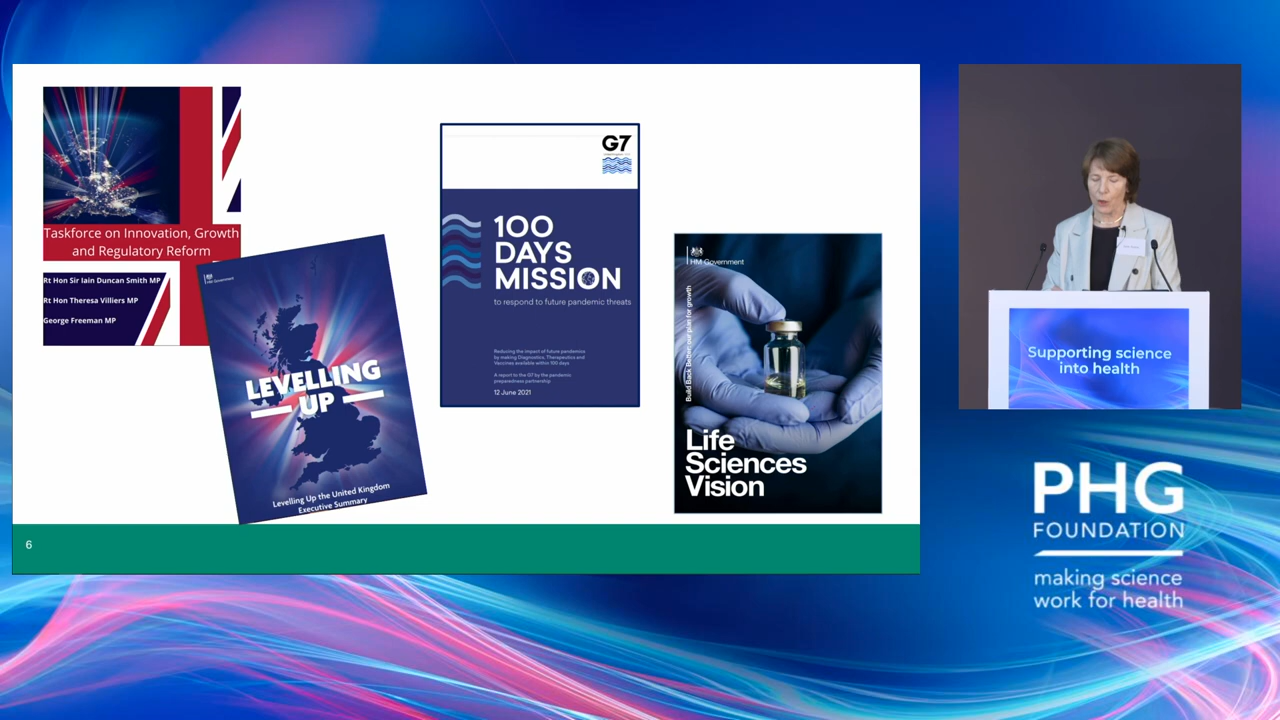 Taskforce on Innovation, Growth
and Regulatory Reform
Rt Hon Sir Iain Duncan Smith MP
Rt Hon Theresa Villiers MP
George Freeman MP
HM Government
LEVELLING
UP
Levelling Up the United Kingdom
Executive Summary
G7
100
DAYS
MISSION
to respond to future pandemic threats
Reducing the impact of future pandemics
by making Diagnostics, Therapeutics and
Vaccines available within 100 days
A report to the G7 by the pandemic
preparedness partnership
12 June 2021
HM Government
Build Back Better: our plan for growth
Life
Sciences
Vision
6
Supporting science
into health
PHG
FOUNDATION
making science
work for health